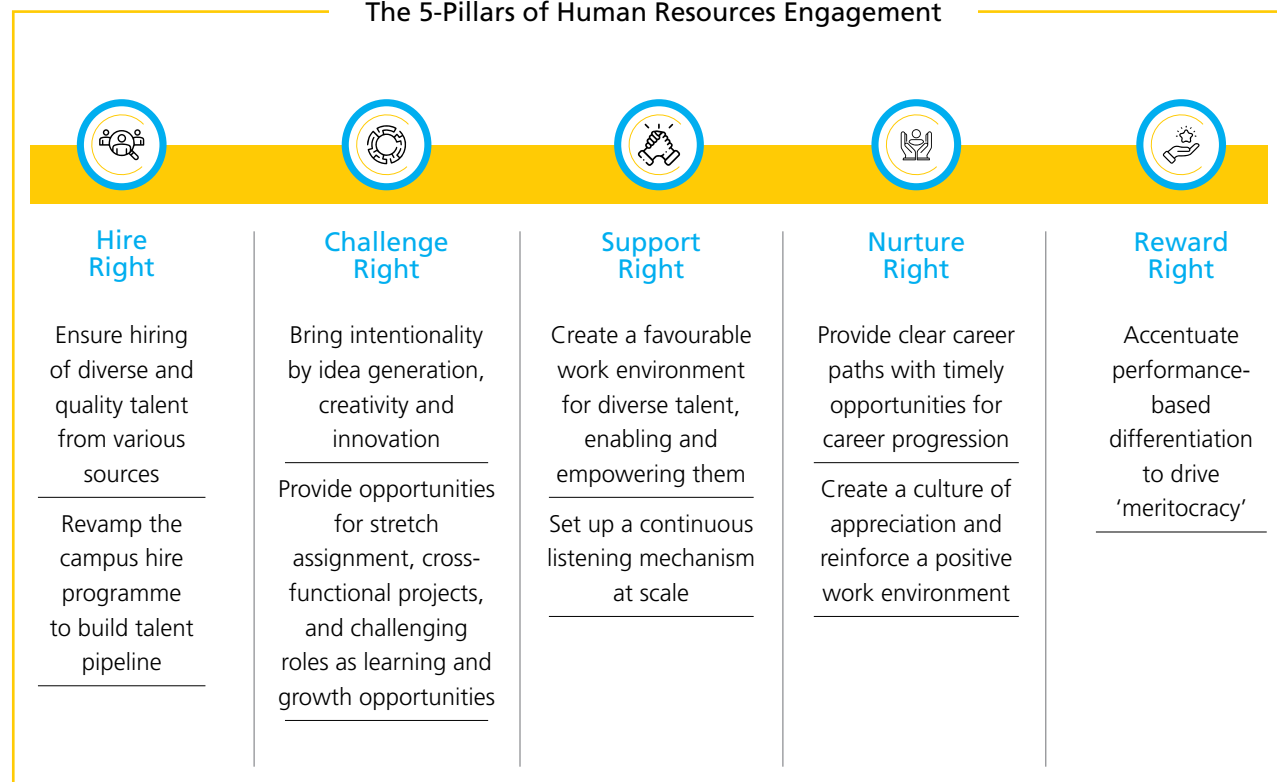 The 5-Pillars of Human Resources Engagement
Hire
Right
Ensure hiring
of diverse and
quality talent
from various
sources
Revamp the
campus hire
programme
to build talent
pipeline
Challenge
Right
Bring intentionality
by idea generation,
creativity and
innovation
Provide opportunities
for stretch
assignment, cross-
functional projects,
and challenging
roles as learning and
growth opportunities
Support
Right
Create a favourable
work environment
for diverse talent,
enabling and
empowering them
Set up a continuous
listening mechanism
at scale
Nurture
Right
Provide clear career
paths with timely
opportunities for
career progression
Create a culture of
appreciation and
reinforce a positive
work environment
Reward
Right
Accentuate
performance-
based
differentiation
to drive
‘meritocracy’